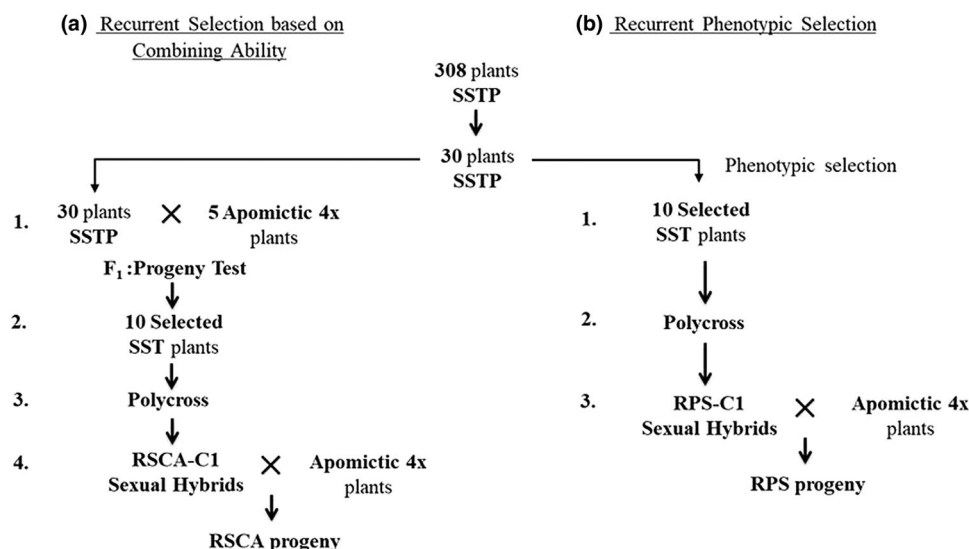 (a) Recurrent Selection based on
Combining Ability
(b) Recurrent Phenotypic Selection
308 plants
SSTP
30 plants
SSTP
Phenotypic selection
1. 30 plants
SSTP
× 5 Apomictic 4x
plants
F₁:Progeny Test
2. 10 Selected
SST plants
3. Polycross
4. RSCA-C1
Sexual Hybrids
× Apomictic 4x
plants
RSCA progeny
1. 10 Selected
SST plants
2. Polycross
3. RPS-C1
Sexual Hybrids
× Apomictic 4x
plants
RPS progeny